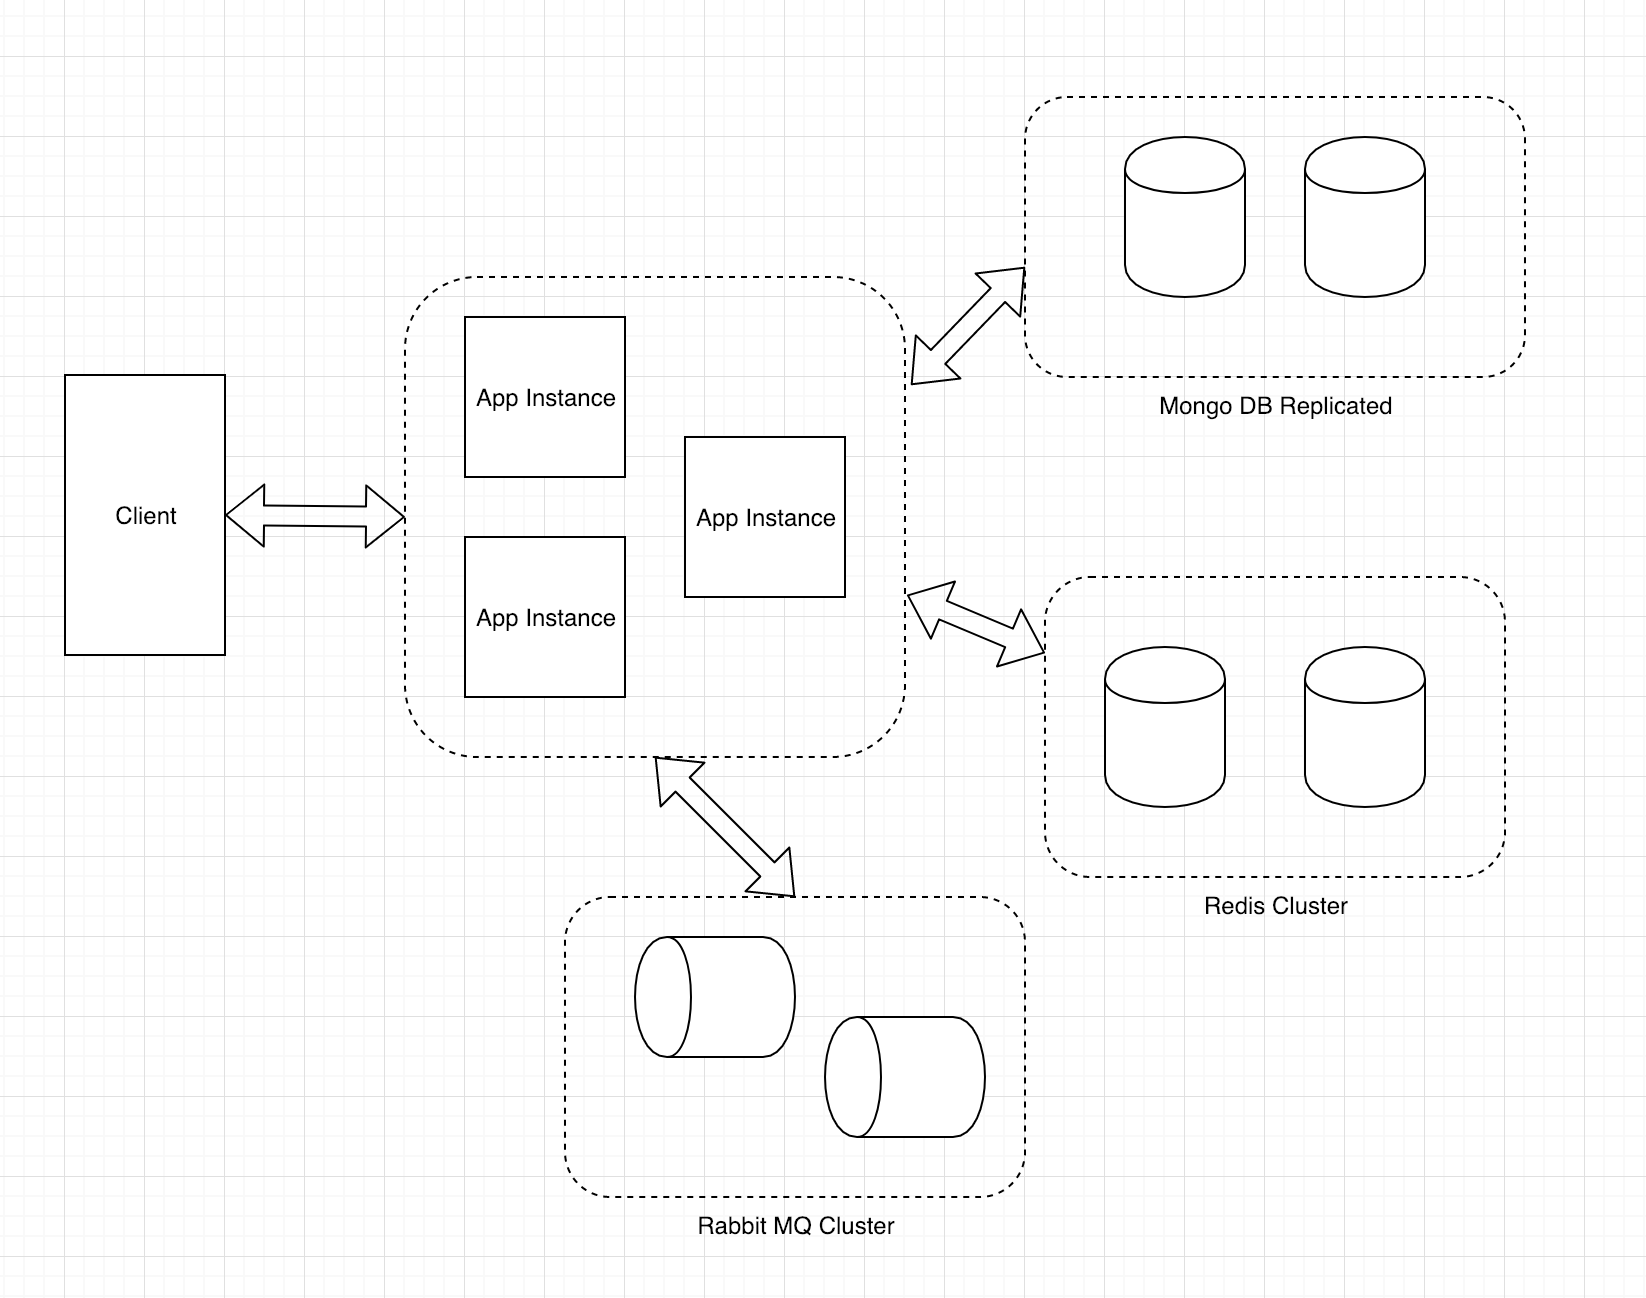 Client
App Instance
App Instance
App Instance
Mongo DB Replicated
Redis Cluster
Rabbit MQ Cluster